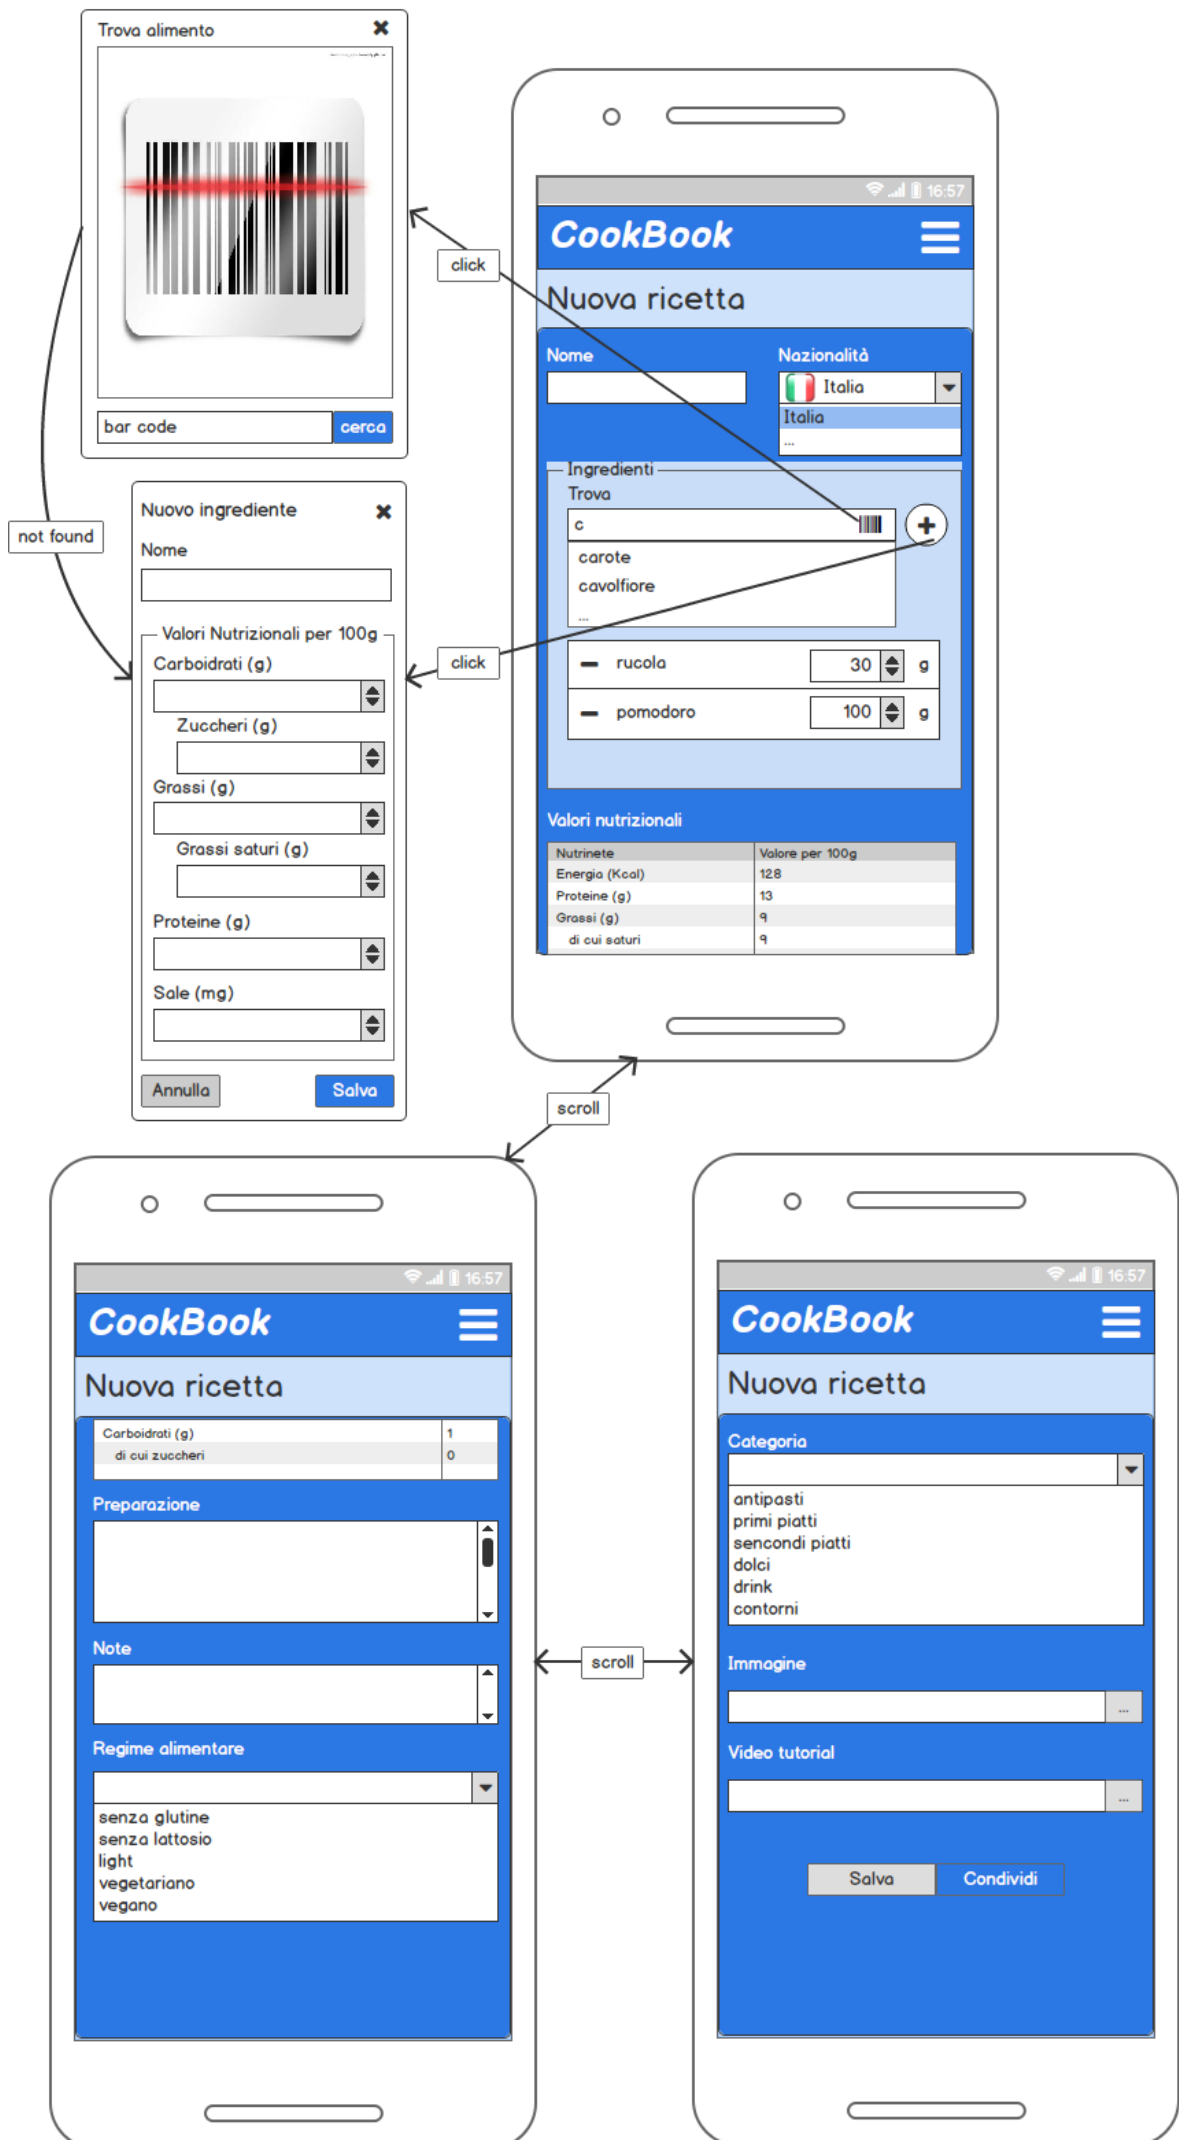 Trova alimento
bar code
cerca
not found
click
Nuovo ingrediente
Nome
Valori Nutrizionali per 100g
Carboidrati (g)
Zuccheri (g)
Grassi (g)
Grassi saturi (g)
Proteine (g)
Sale (mg)
Annulla
Salva
click
16:57
CookBook
Nuova ricetta
Nome
Nazionalità
Italia
Italia
...
Ingredienti
Trova
c
carote
cavolfiore
...
rucola 30 g
pomodoro 100 g
Valori nutrizionali
Nutrinete Valore per 100g
Energia (Kcal) 128
Proteine (g) 13
Grassi (g) 9
di cui saturi 9
scroll
16:57
CookBook
Nuova ricetta
Carboidrati (g) 1
di cui zuccheri 0
Preparazione
Note
Regime alimentare
senza glutine
senza lattosio
light
vegetariano
vegano
scroll
16:57
CookBook
Nuova ricetta
Categoria
antipasti
primi piatti
sencondi piatti
dolci
drink
contorni
Immagine
...
Video tutorial
...
Salva
Condividi